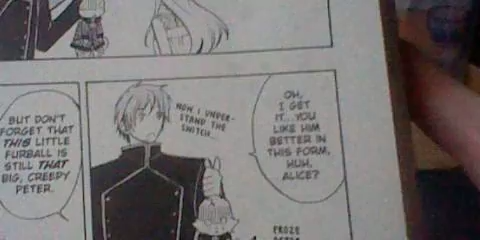 OH,
I GET
IT...YOU
LIKE HIM
BETTER IN
THIS FORM,
HUH,
ALICE?
NOW I UNDER-
STAND THE
SWITCH...
FROZE
BUT DON'T
FORGET THAT
THIS LITTLE
FURBALL IS
STILL THAT
BIG, CREEPY
PETER.